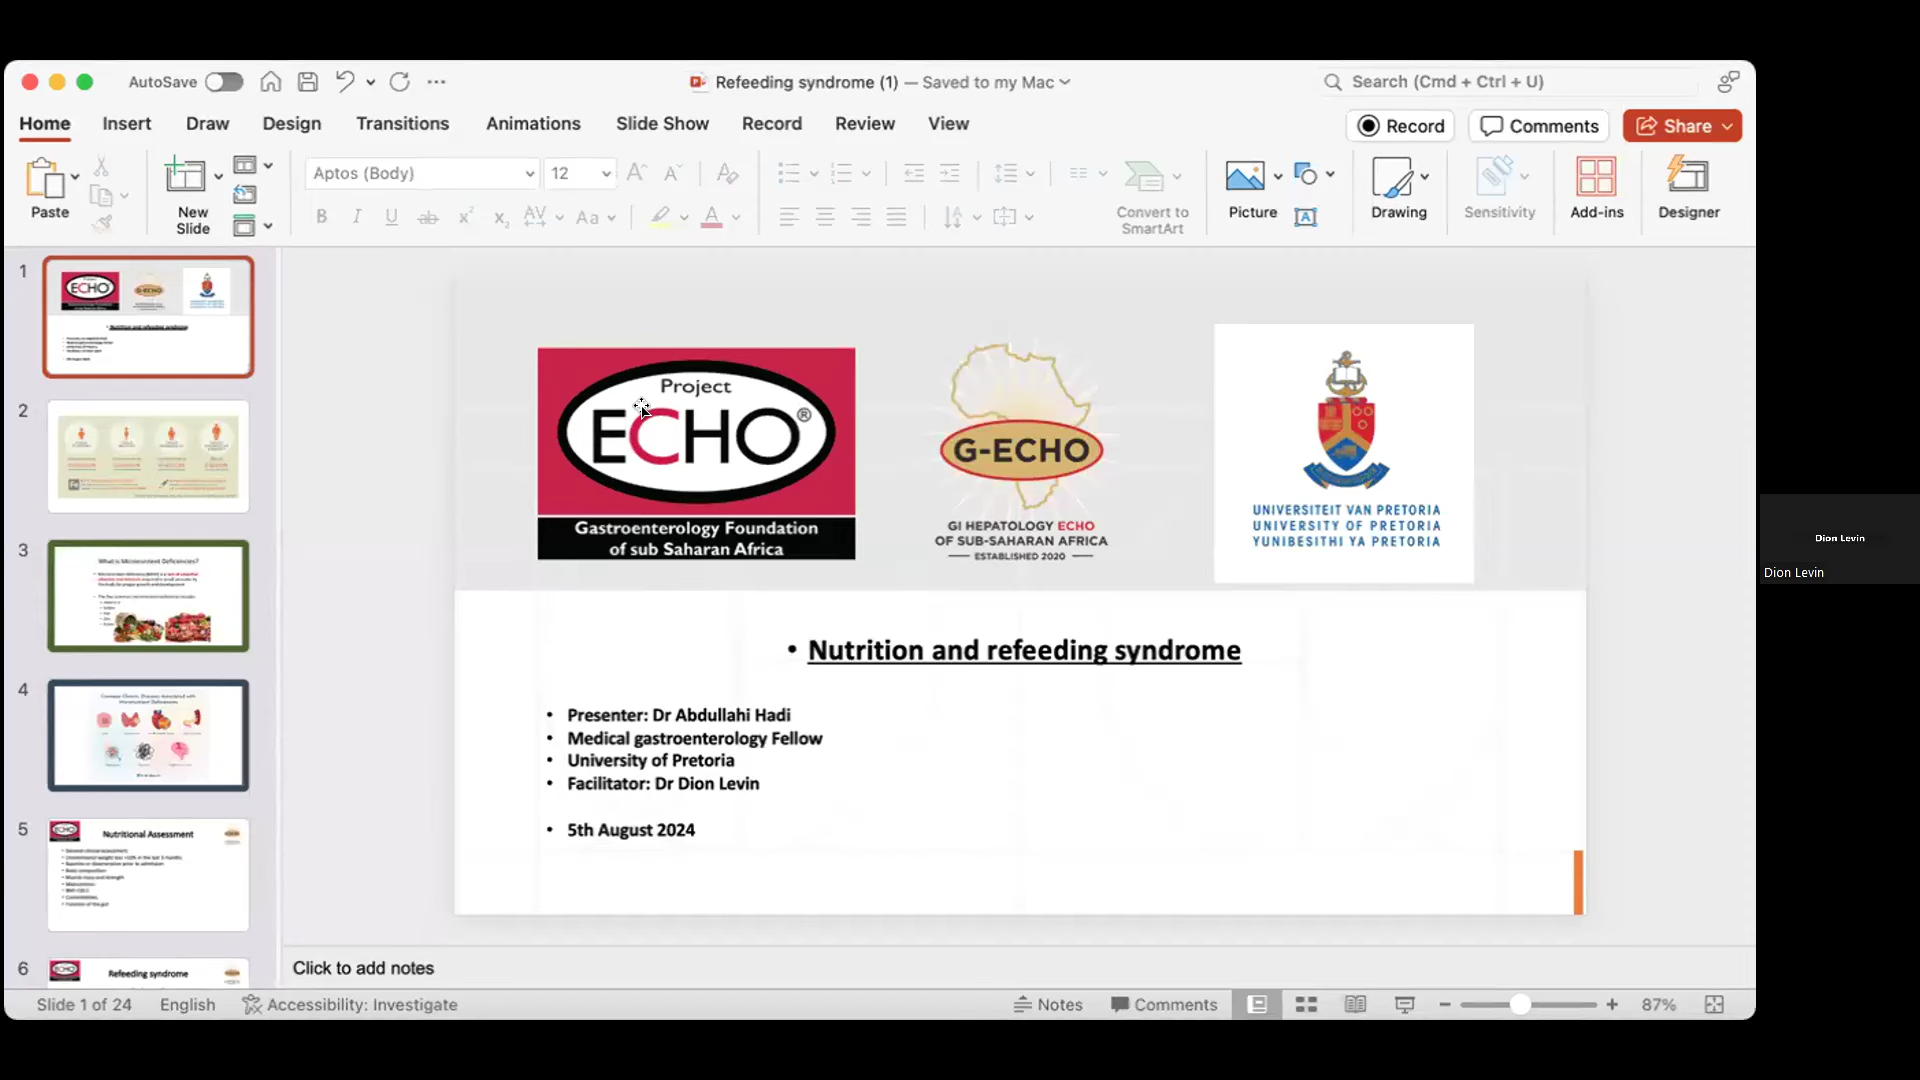 AutoSave
Refeeding syndrome (1) — Saved to my Mac
Search (Cmd + Ctrl + U)
Home Insert Draw Design Transitions Animations Slide Show Record Review View
Record Comments Share
Aptos (Body) 12
Paste
New
Slide
Convert to
SmartArt
Picture Drawing Sensitivity Add-ins Designer
1
2
3
What is Micronutrient Deficiencies?
4
5
Nutritional Assessment
6
Refeeding syndrome
Project
ECHO®
Gastroenterology Foundation
of sub Saharan Africa
G-ECHO
GI HEPATOLOGY ECHO
OF SUB-SAHARAN AFRICA
ESTABLISHED 2020
UNIVERSITEIT VAN PRETORIA
UNIVERSITY OF PRETORIA
YUNIBESITHI YA PRETORIA
• Nutrition and refeeding syndrome
• Presenter: Dr Abdullahi Hadi
• Medical gastroenterology Fellow
• University of Pretoria
• Facilitator: Dr Dion Levin
• 5th August 2024
Dion Levin
Dion Levin
Click to add notes
Slide 1 of 24 English Accessibility: Investigate Notes Comments 87%